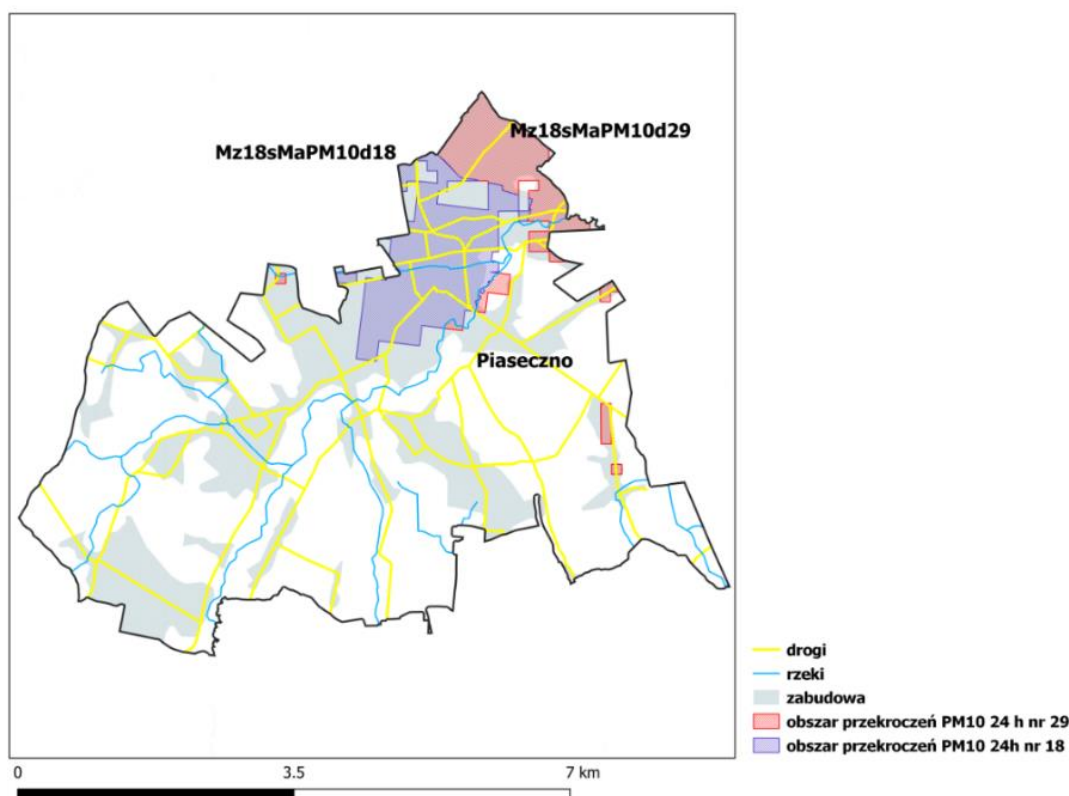 Mz18sMaPM10d29
Mz18sMaPM10d18
Piaseczno
drogi
rzeki
zabudowa
obszar przekroczeń PM10 24 h nr 29
obszar przekroczeń PM10 24h nr 18
0 3.5 7 km